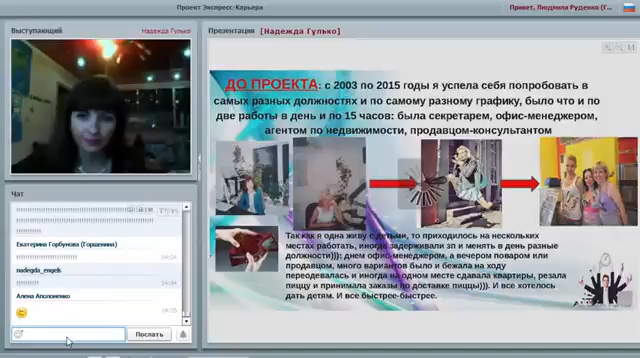 Проект Экспресс-Карьера
Привет, Людмила Руденко (Г...
Выступающий
Надежда Гулько
Презентация
[Надежда Гулько]
ДО ПРОЕКТА: с 2003 по 2015 годы я успела себя попробовать в
самых разных должностях и по самому разному графику, было что и по
две работы в день и по 15 часов: была секретарем, офис-менеджером,
агентом по недвижимости, продавцом-консультантом
Так как я одна живу с детьми, то приходилось на нескольких
местах работать, иногда задерживали зп и менять в день разные
должности))): днем офис-менеджером, а вечером поваром или
продавцом, много вариантов было и бежала на ходу
переодевалась и иногда на одном месте сдавала квартиры, резала
пиццу и принимала заказы по доставке пиццы))). И все хотелось
дать детям. И все быстрее-быстрее.
Чат
Екатерина Горбунова (Горшенина)
nadegda_engels
Алена Аполоненко
Послать